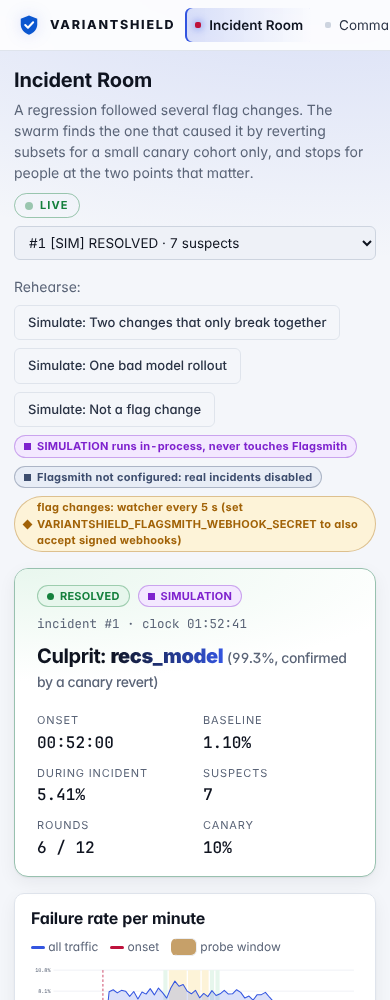 VARIANTSHIELD
Incident Room
Comma
Incident Room
A regression followed several flag changes. The
swarm finds the one that caused it by reverting
subsets for a small canary cohort only, and stops for
people at the two points that matter.
LIVE
#1 [SIM] RESOLVED · 7 suspects
Rehearse:
Simulate: Two changes that only break together
Simulate: One bad model rollout
Simulate: Not a flag change
SIMULATION runs in-process, never touches Flagsmith
Flagsmith not configured: real incidents disabled
flag changes: watcher every 5 s (set
VARIANTSHIELD_FLAGSMITH_WEBHOOK_SECRET to also
accept signed webhooks)
RESOLVED
SIMULATION
incident #1 · clock 01:52:41
Culprit: recs_model (99.3%, confirmed
by a canary revert)
ONSET
BASELINE
00:52:00
1.10%
DURING INCIDENT
SUSPECTS
5.41%
7
ROUNDS
CANARY
6 / 12
10%
Failure rate per minute
all traffic
onset
probe window
10.8%
8.1%